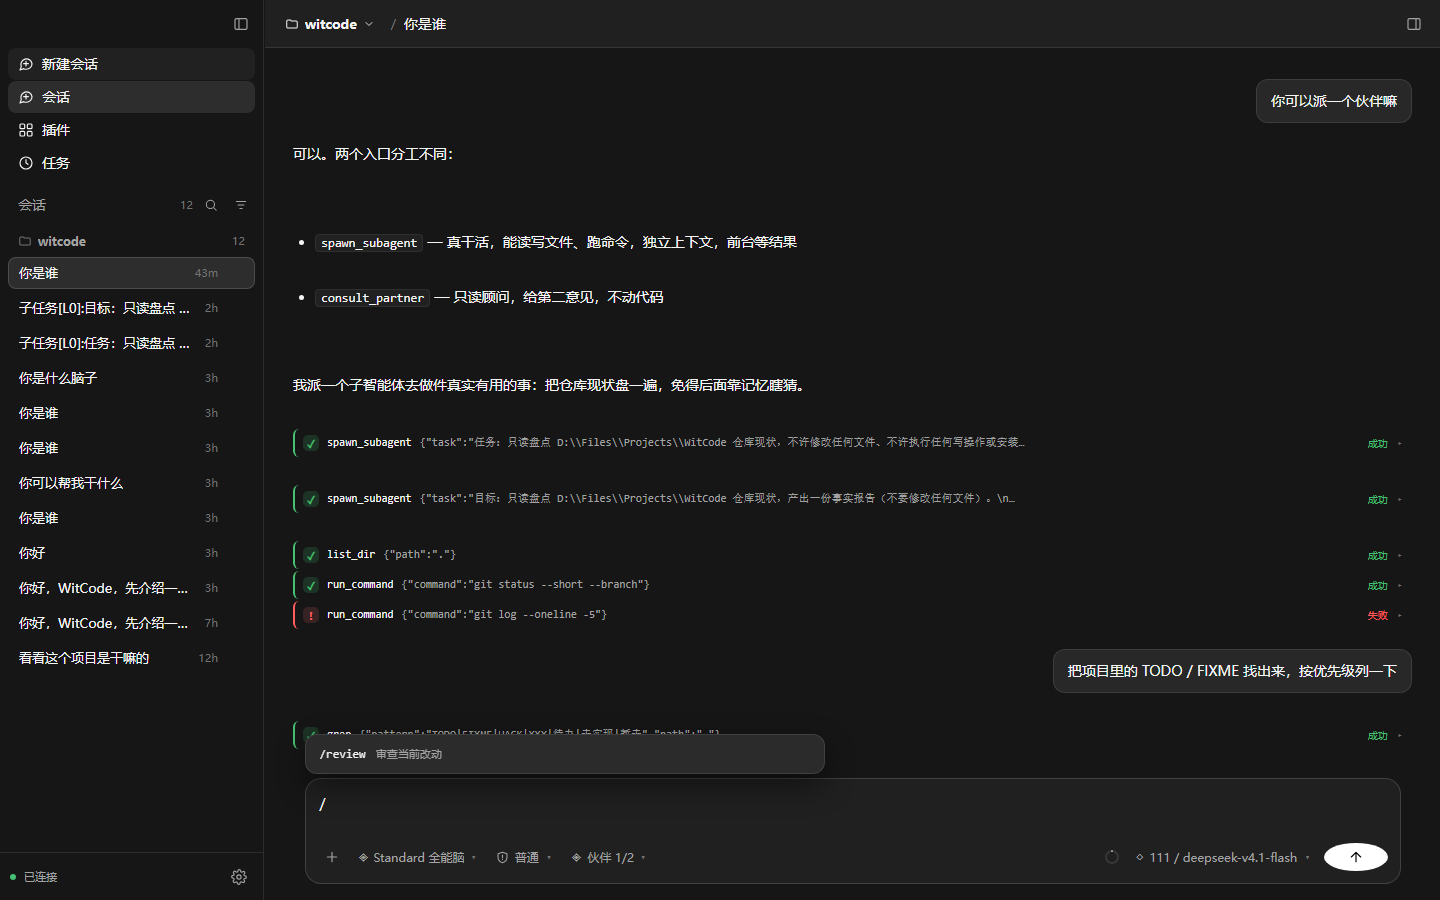 witcode / 你是谁
新建会话
会话
插件
任务
会话 12
witcode 12
你是谁 43m
子任务[L0]:目标：只读盘点 ... 2h
子任务[L0]:任务：只读盘点 ... 2h
你是什么脑子 3h
你是谁 3h
你是谁 3h
你可以帮我干什么 3h
你是谁 3h
你好 3h
你好，WitCode，先介绍一... 3h
你好，WitCode，先介绍一... 7h
看看这个项目是干嘛的 12h
已连接
你可以派一个伙伴嘛
可以。两个入口分工不同：
• spawn_subagent — 真干活，能读写文件、跑命令，独立上下文，前台等结果
• consult_partner — 只读顾问，给第二意见，不动代码
我派一个子智能体去做件真实有用的事：把仓库现状盘一遍，免得后面靠记忆瞎猜。
spawn_subagent {"task":"任务：只读盘点 D:\\Files\\Projects\\WitCode 仓库现状，不许修改任何文件、不许执行任何写操作或安装… 成功
spawn_subagent {"task":"目标：只读盘点 D:\\Files\\Projects\\WitCode 仓库现状，产出一份事实报告（不要修改任何文件）。\n… 成功
list_dir {"path":"."} 成功
run_command {"command":"git status --short --branch"} 成功
run_command {"command":"git log --oneline -5"} 失败
把项目里的 TODO / FIXME 找出来，按优先级列一下
grep {"pattern":"TODO|FIXME|HACK|XXX|待办|未实现|暂未","path":"."} 成功
/review 审查当前改动
/
Standard 全能脑 普通 伙伴 1/2 111 / deepseek-v4.1-flash